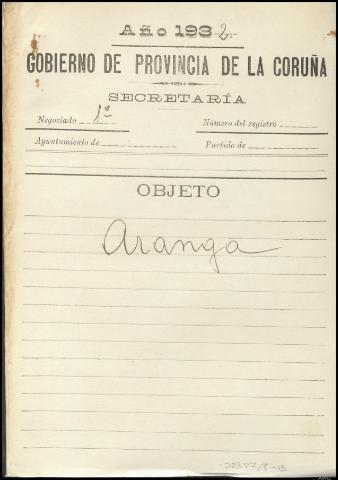 Año 1932.
GOBIERNO DE PROVINCIA DE LA CORUÑA
SECRETARÍA
Negociado 1º Número del registro
Ayuntamiento de Partido de
OBJETO
Aranga